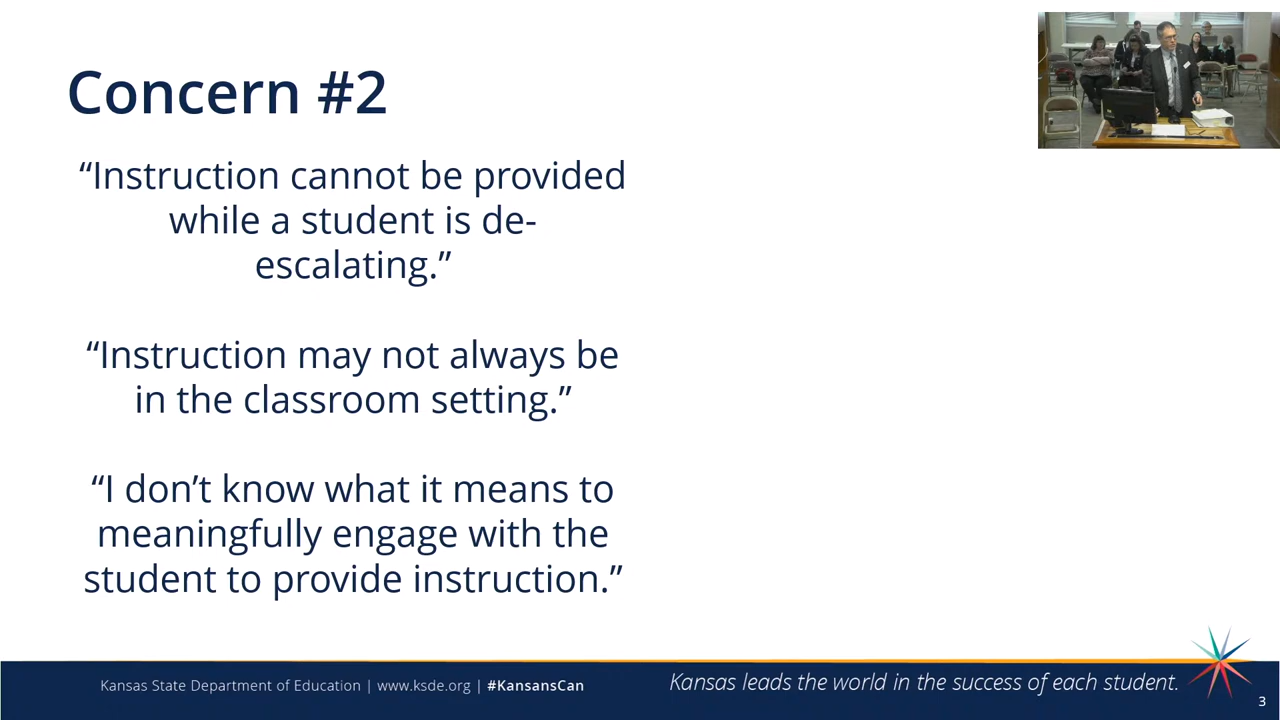 Concern #2
“Instruction cannot be provided
while a student is de-
escalating.”
“Instruction may not always be
in the classroom setting.”
“I don’t know what it means to
meaningfully engage with the
student to provide instruction.”
Kansas State Department of Education | www.ksde.org | #KansansCan
Kansas leads the world in the success of each student.
3